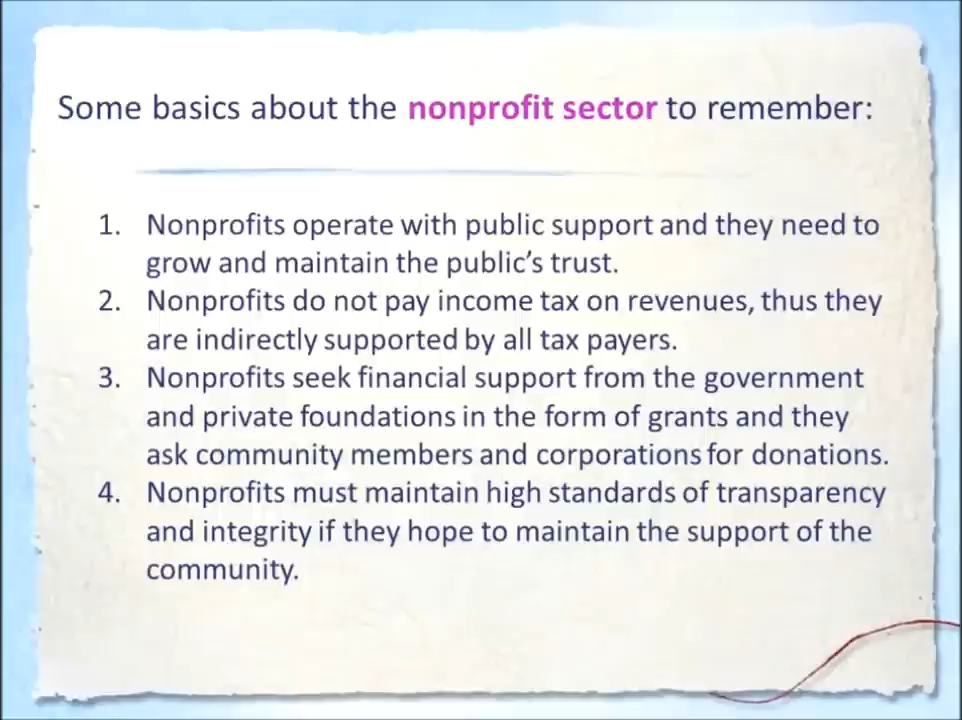 Some basics about the nonprofit sector to remember:
1. Nonprofits operate with public support and they need to
grow and maintain the public’s trust.
2. Nonprofits do not pay income tax on revenues, thus they
are indirectly supported by all tax payers.
3. Nonprofits seek financial support from the government
and private foundations in the form of grants and they
ask community members and corporations for donations.
4. Nonprofits must maintain high standards of transparency
and integrity if they hope to maintain the support of the
community.